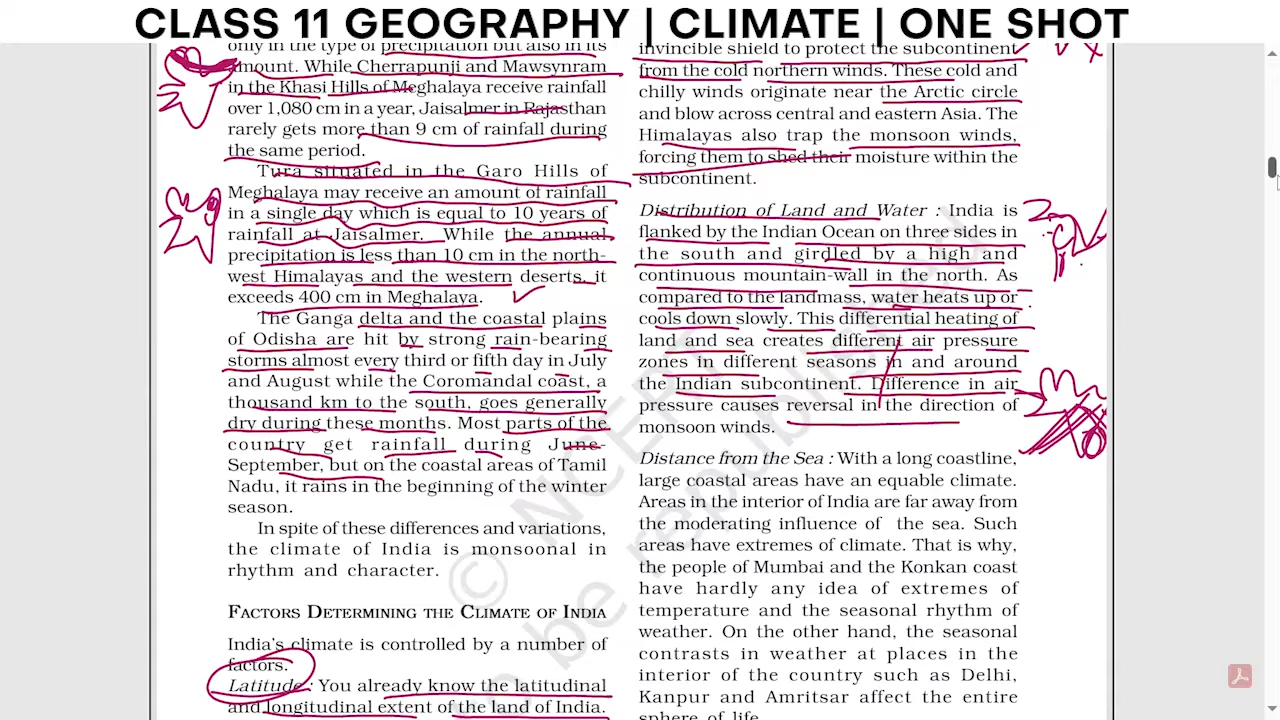 CLASS 11 GEOGRAPHY | CLIMATE | ONE SHOT
only in the type of precipitation but also in its
amount. While Cherrapunji and Mawsynram
in the Khasi Hills of Meghalaya receive rainfall
over 1,080 cm in a year, Jaisalmer in Rajasthan
rarely gets more than 9 cm of rainfall during
the same period.
Tura situated in the Garo Hills of
Meghalaya may receive an amount of rainfall
in a single day which is equal to 10 years of
rainfall at Jaisalmer. While the annual
precipitation is less than 10 cm in the north-
west Himalayas and the western deserts, it
exceeds 400 cm in Meghalaya.
The Ganga delta and the coastal plains
of Odisha are hit by strong rain-bearing
storms almost every third or fifth day in July
and August while the Coromandal coast, a
thousand km to the south, goes generally
dry during these months. Most parts of the
country get rainfall during June-
September, but on the coastal areas of Tamil
Nadu, it rains in the beginning of the winter
season.
In spite of these differences and variations,
the climate of India is monsoonal in
rhythm and character.
FACTORS DETERMINING THE CLIMATE OF INDIA
India's climate is controlled by a number of
factors.
Latitude : You already know the latitudinal
and longitudinal extent of the land of India.
invincible shield to protect the subcontinent
from the cold northern winds. These cold and
chilly winds originate near the Arctic circle
and blow across central and eastern Asia. The
Himalayas also trap the monsoon winds,
forcing them to shed their moisture within the
subcontinent.
Distribution of Land and Water : India is
flanked by the Indian Ocean on three sides in
the south and girdled by a high and
continuous mountain-wall in the north. As
compared to the landmass, water heats up or
cools down slowly. This differential heating of
land and sea creates different air pressure
zones in different seasons in and around
the Indian subcontinent. Difference in air
pressure causes reversal in the direction of
monsoon winds.
Distance from the Sea : With a long coastline,
large coastal areas have an equable climate.
Areas in the interior of India are far away from
the moderating influence of the sea. Such
areas have extremes of climate. That is why,
the people of Mumbai and the Konkan coast
have hardly any idea of extremes of
temperature and the seasonal rhythm of
weather. On the other hand, the seasonal
contrasts in weather at places in the
interior of the country such as Delhi,
Kanpur and Amritsar affect the entire
sphere of life.
© NCERT
be republished